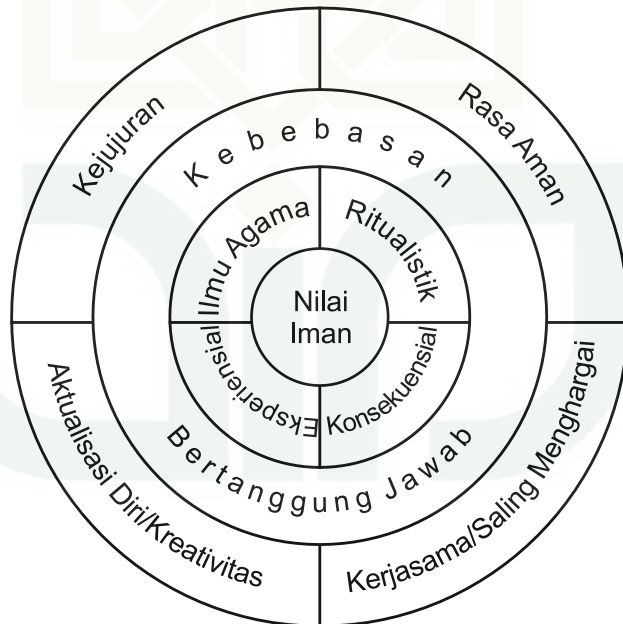 Kejujuran
Rasa Aman
Kebebasan
Ilmu Agama
Ritualistik
Nilai
Iman
Eksperiensial
Konsekuensial
Bertanggung Jawab
Aktualisasi Diri/Kreativitas
Kerjasama/Saling Menghargai